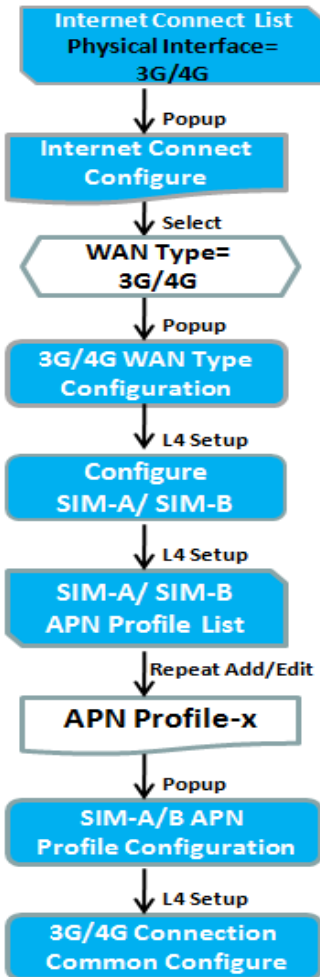 Internet Connect List
Physical Interface=
3G/4G
Popup
Internet Connect
Configure
Select
WAN Type=
3G/4G
Popup
3G/4G WAN Type
Configuration
L4 Setup
Configure
SIM-A/ SIM-B
L4 Setup
SIM-A/ SIM-B
APN Profile List
Repeat Add/Edit
APN Profile-x
Popup
SIM-A/B APN
Profile Configuration
L4 Setup
3G/4G Connection
Common Configure